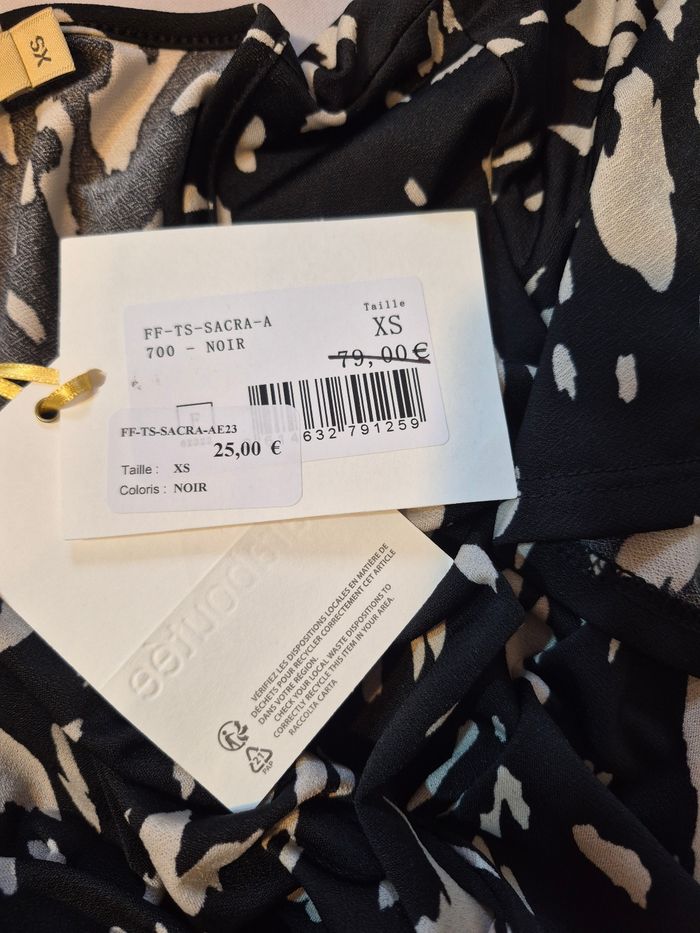 XS
FF-TS-SACRA-A
700 - NOIR
Taille
XS
79,00€
632 791259
FF-TS-SACRA-AE23
25,00 €
Taille : XS
Coloris : NOIR
VÉRIFIEZ LES DISPOSITIONS LOCALES EN MATIÈRE DE
DÉCHETS POUR RECYCLER CORRECTEMENT CET ARTICLE
DANS VOTRE RÉGION.
CHECK YOUR LOCAL WASTE DISPOSITIONS TO
CORRECTLY RECYCLE THIS ITEM IN YOUR AREA.
RACCOLTA CARTA
21
PAP